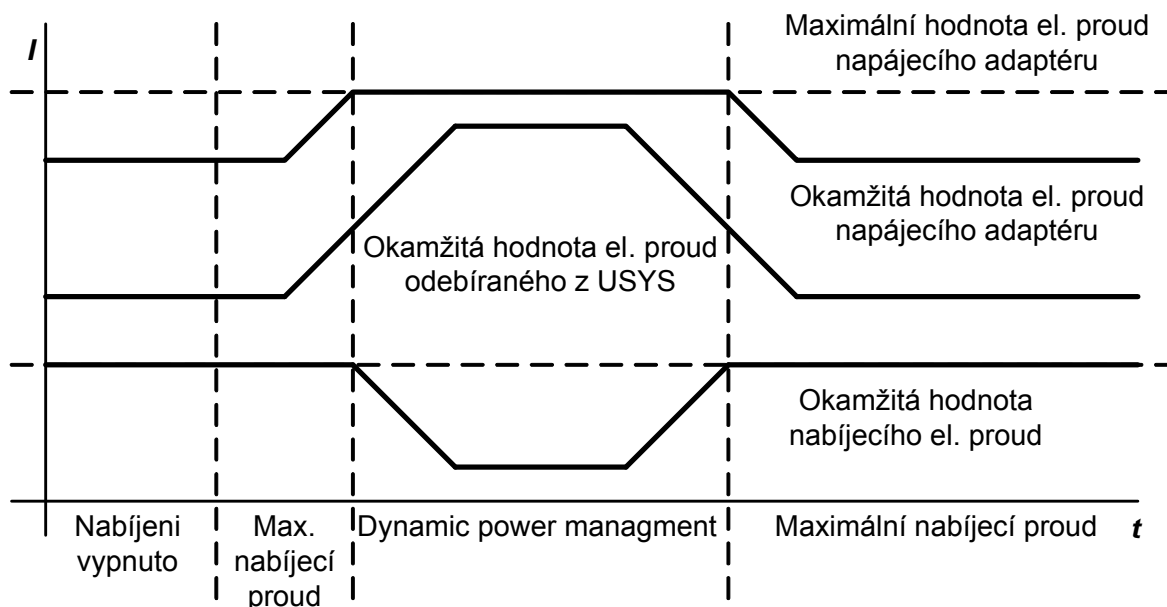 Maximální hodnota el. proud
napájecího adaptéru
I
Okamžitá hodnota el. proud
napájecího adaptéru
Okamžitá hodnota el. proud
odebíraného z USYS
Okamžitá hodnota
nabíjecího el. proud
Nabíjeni
vypnuto
Max.
nabíjecí
proud
Dynamic power managment
Maximální nabíjecí proud
t